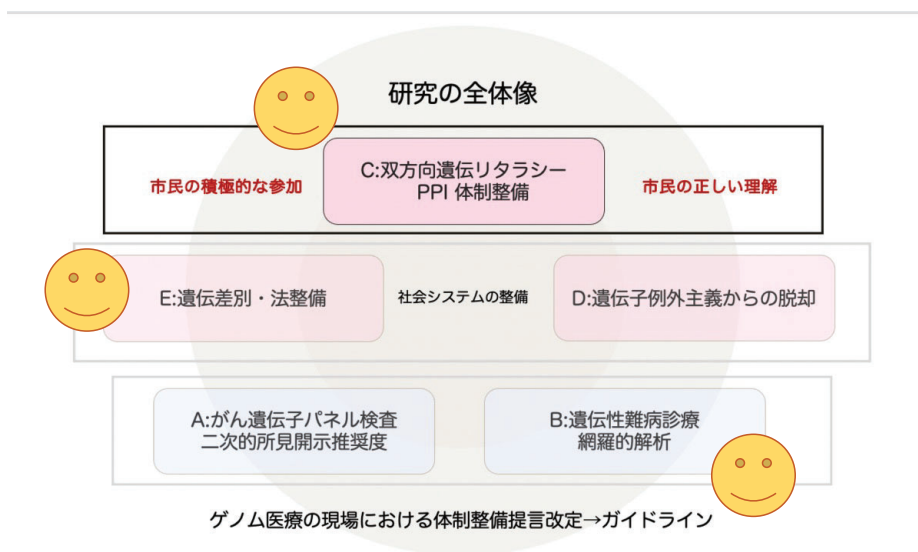 研究の全体像
市民の積極的な参加
C:双方向遺伝リタラシー
PPI 体制整備
市民の正しい理解
E:遺伝差別・法整備
社会システムの整備
D:遺伝子例外主義からの脱却
A:がん遺伝子パネル検査
二次的所見開示推奨度
B:遺伝性難病診療
網羅的解析
ゲノム医療の現場における体制整備提言改定→ガイドライン